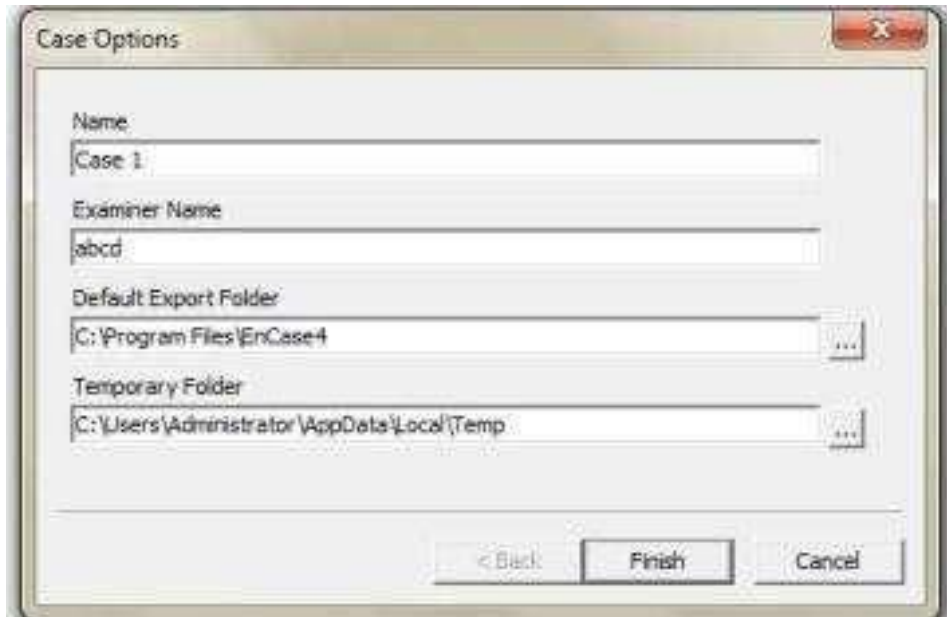 Case Options
Name
Case 1
Examiner Name
abcd
Default Export Folder
C:\Program Files\EnCase4
...
Temporary Folder
C:\Users\Administrator\AppData\Local\Temp
...
< Back
Finish
Cancel